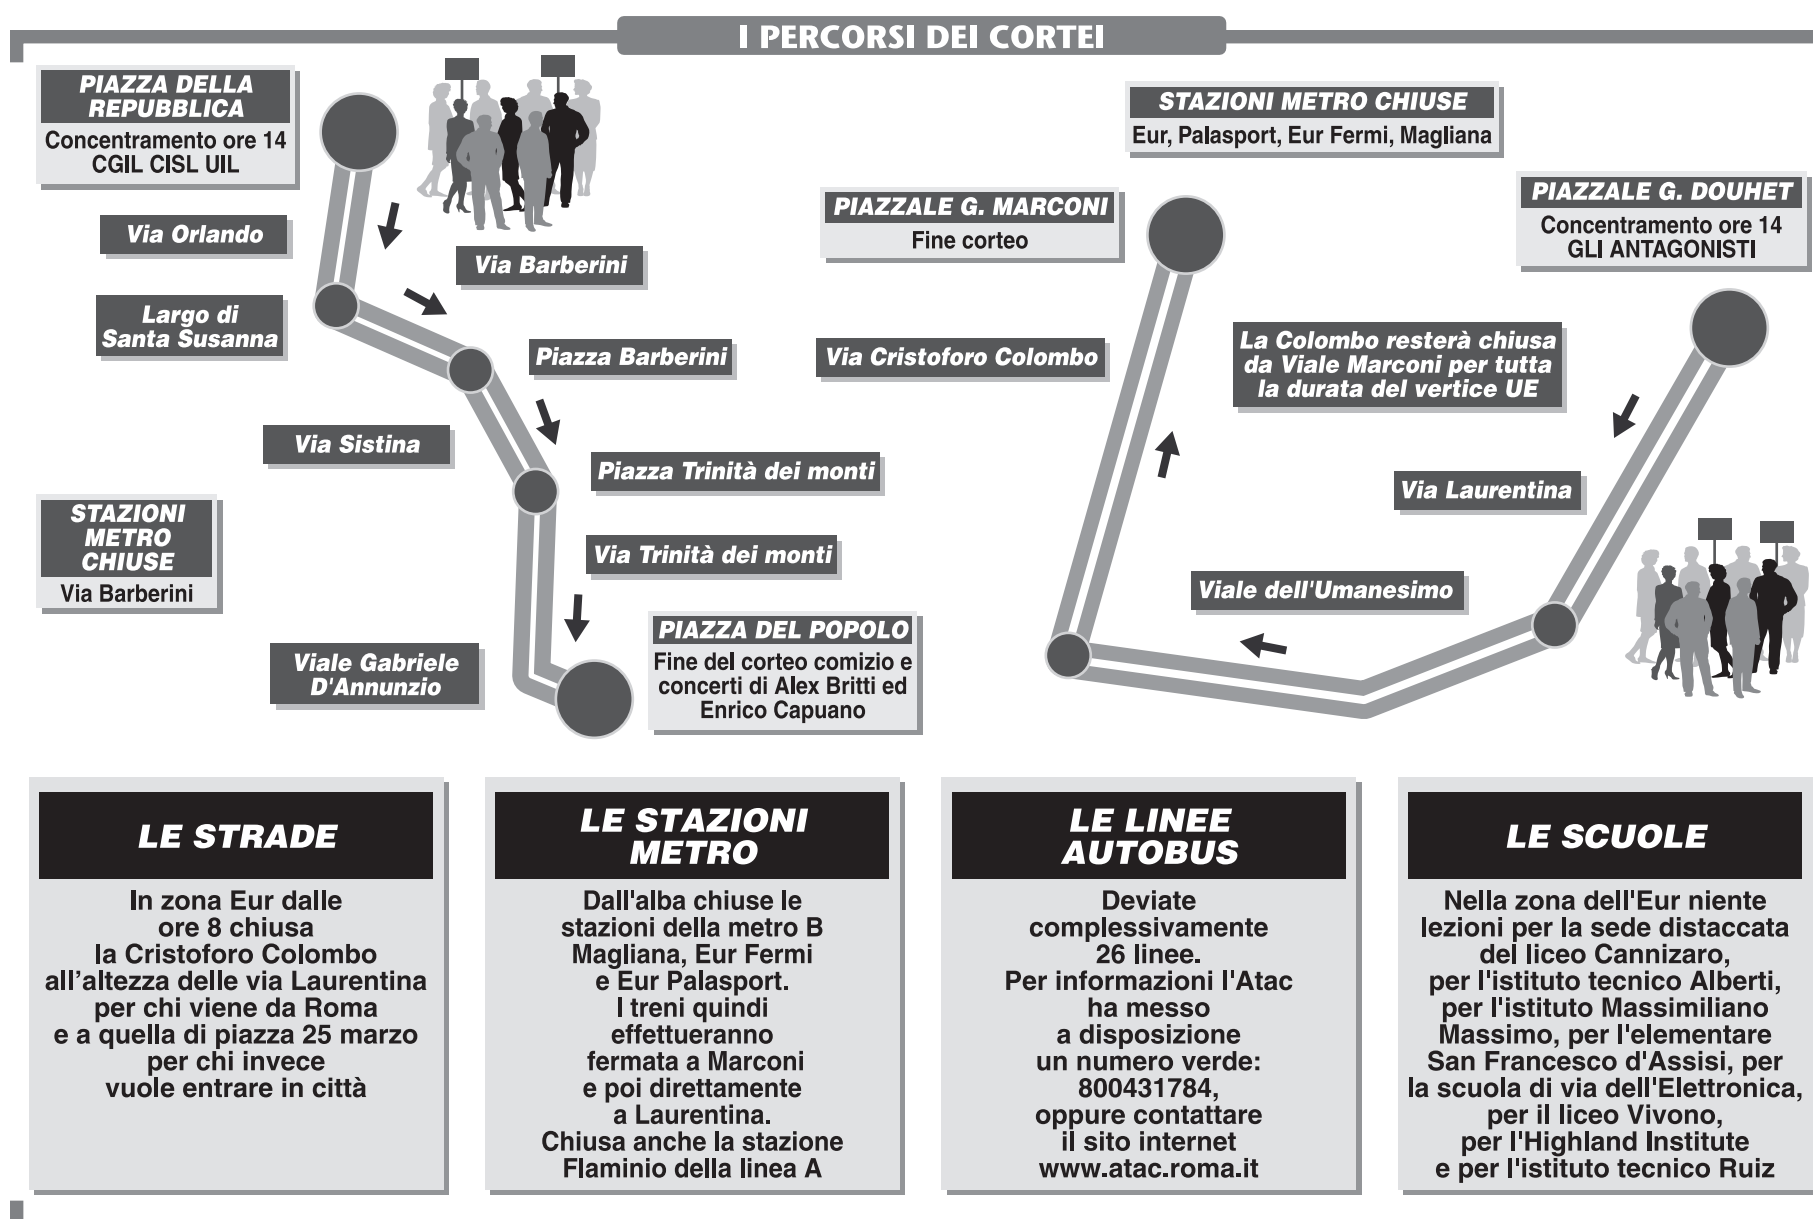 I PERCORSI DEI CORTEI
PIAZZA DELLA
REPUBBLICA
Concentramento ore 14
CGIL CISL UIL
Via Orlando
Via Barberini
Largo di
Santa Susanna
Piazza Barberini
Via Sistina
Piazza Trinità dei monti
STAZIONI
METRO
CHIUSE
Via Barberini
Via Trinità dei monti
Viale Gabriele
D'Annunzio
PIAZZA DEL POPOLO
Fine del corteo comizio e
concerti di Alex Britti ed
Enrico Capuano
STAZIONI METRO CHIUSE
Eur, Palasport, Eur Fermi, Magliana
PIAZZALE G. MARCONI
Fine corteo
PIAZZALE G. DOUHET
Concentramento ore 14
GLI ANTAGONISTI
Via Cristoforo Colombo
La Colombo resterà chiusa
da Viale Marconi per tutta
la durata del vertice UE
Via Laurentina
Viale dell'Umanesimo
LE STRADE
In zona Eur dalle
ore 8 chiusa
la Cristoforo Colombo
all'altezza delle via Laurentina
per chi viene da Roma
e a quella di piazza 25 marzo
per chi invece
vuole entrare in città
LE STAZIONI
METRO
Dall'alba chiuse le
stazioni della metro B
Magliana, Eur Fermi
e Eur Palasport.
I treni quindi
effettueranno
fermata a Marconi
e poi direttamente
a Laurentina.
Chiusa anche la stazione
Flaminio della linea A
LE LINEE
AUTOBUS
Deviate
complessivamente
26 linee.
Per informazioni l'Atac
ha messo
a disposizione
un numero verde:
800431784,
oppure contattare
il sito internet
www.atac.roma.it
LE SCUOLE
Nella zona dell'Eur niente
lezioni per la sede distaccata
del liceo Cannizaro,
per l'istituto tecnico Alberti,
per l'istituto Massimiliano
Massimo, per l'elementare
San Francesco d'Assisi, per
la scuola di via dell'Elettronica,
per il liceo Vivono,
per l'Highland Institute
e per l'istituto tecnico Ruiz